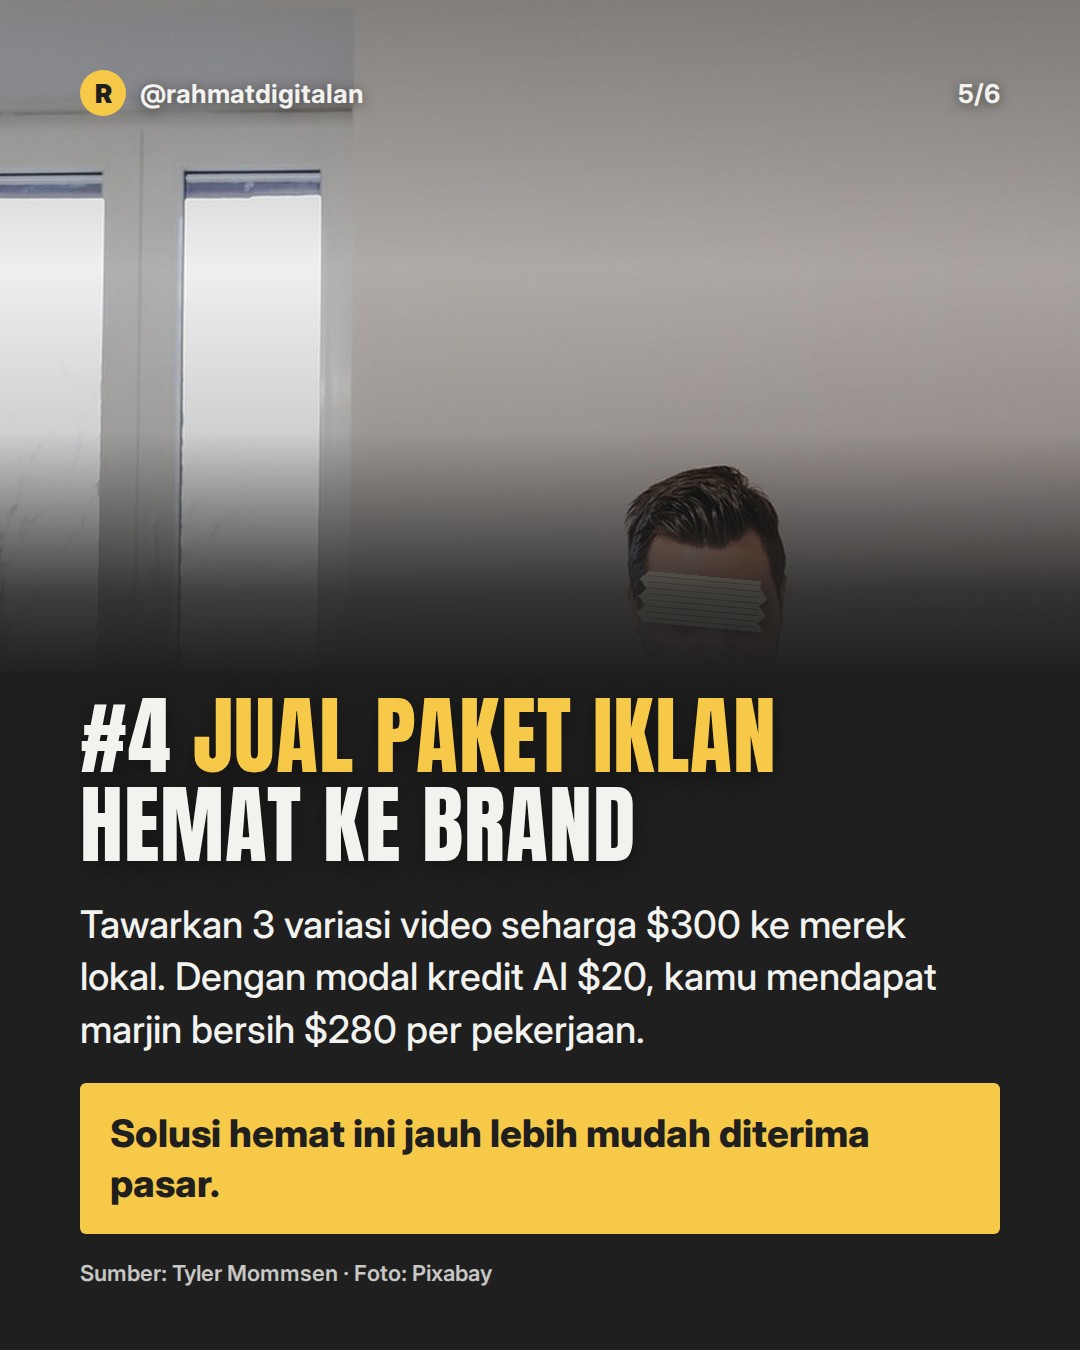 R @rahmatdigitalan 5/6
#4 JUAL PAKET IKLAN
HEMAT KE BRAND
Tawarkan 3 variasi video seharga $300 ke merek
lokal. Dengan modal kredit AI $20, kamu mendapat
marjin bersih $280 per pekerjaan.
Solusi hemat ini jauh lebih mudah diterima
pasar.
Sumber: Tyler Mommsen · Foto: Pixabay